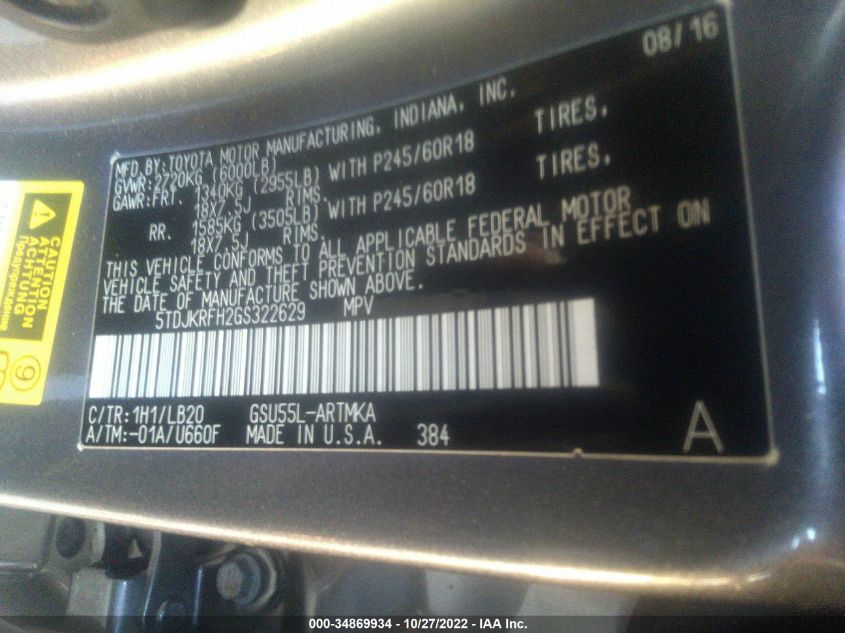 08/16
MFD.BY:TOYOTA MOTOR MANUFACTURING, INDIANA, INC.
GVWR:2720KG (6000LB)
GAWR:FRT. 1340KG (2955LB) WITH P245/60R18 TIRES,
18X7.5J RIMS,
RR. 1585KG (3505LB) WITH P245/60R18 TIRES,
18X7.5J RIMS,
THIS VEHICLE CONFORMS TO ALL APPLICABLE FEDERAL MOTOR
VEHICLE SAFETY AND THEFT PREVENTION STANDARDS IN EFFECT ON
THE DATE OF MANUFACTURE SHOWN ABOVE.
5TDJKRFH2GS322629 MPV
C/TR:1H1/LB20 GSU55L-ARTMKA
A/TM:-01A/U660F MADE IN U.S.A. 384
A
CAUTION
ATTENTION
ACHTUNG
Предупреждение
9
000-34869934 - 10/27/2022 - IAA Inc.